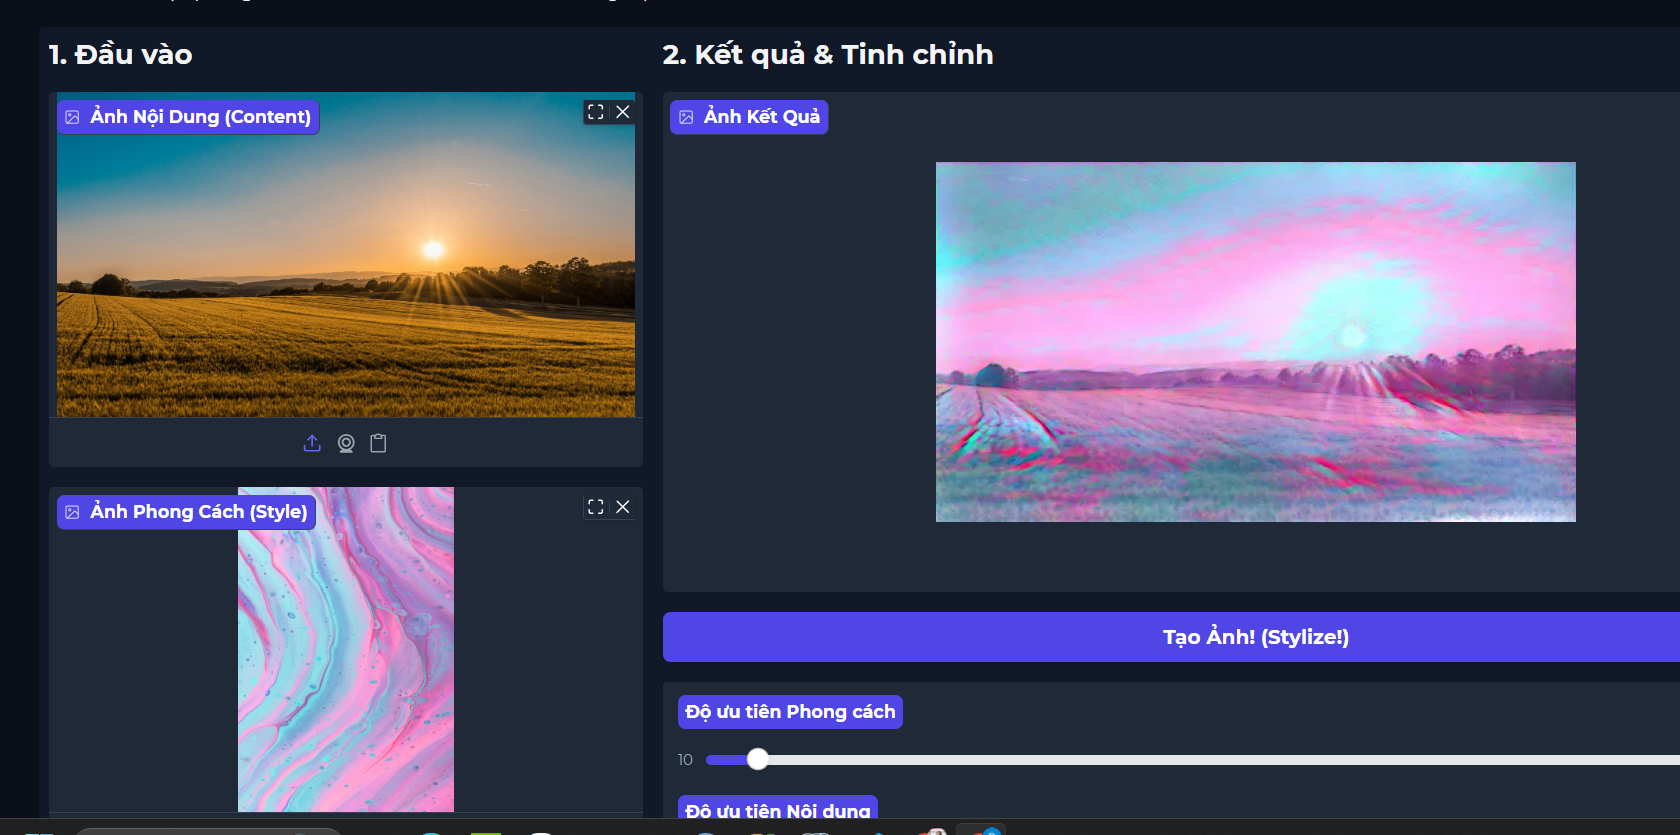 1. Đầu vào
Ảnh Nội Dung (Content)
Ảnh Phong Cách (Style)
2. Kết quả & Tinh chỉnh
Ảnh Kết Quả
Tạo Ảnh! (Stylize!)
Độ ưu tiên Phong cách
10
Độ ưu tiên Nội dung